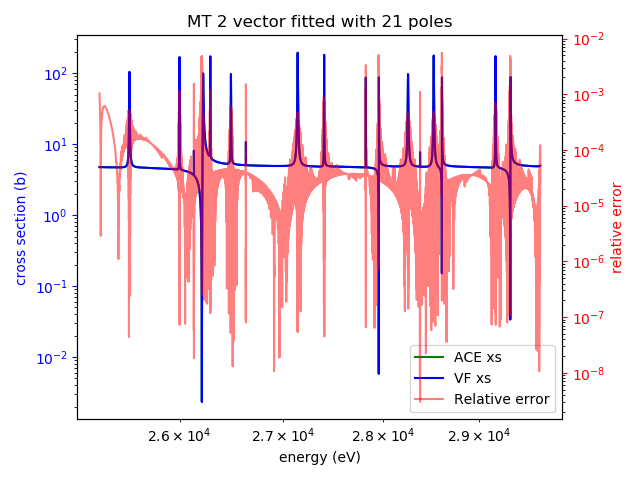 MT 2 vector fitted with 21 poles
cross section (b)
10²
10¹
10⁰
10⁻¹
10⁻²
10⁻²
10⁻³
10⁻⁴
10⁻⁵
10⁻⁶
10⁻⁷
10⁻⁸
relative error
ACE xs
VF xs
Relative error
2.6 × 10⁴ 2.7 × 10⁴ 2.8 × 10⁴ 2.9 × 10⁴
energy (eV)